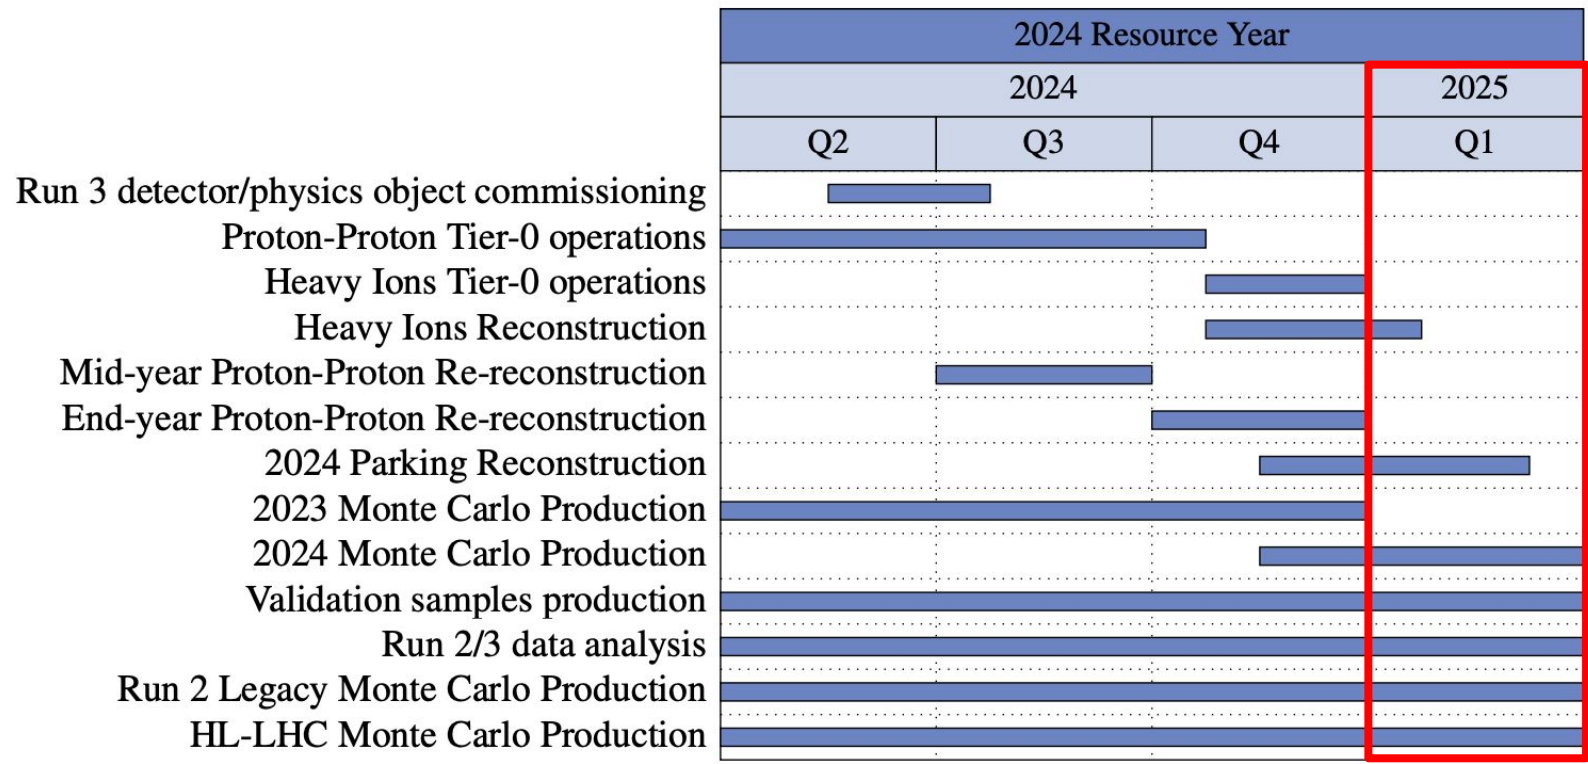 2024 Resource Year
2024 2025
Q2 Q3 Q4 Q1
Run 3 detector/physics object commissioning
Proton-Proton Tier-0 operations
Heavy Ions Tier-0 operations
Heavy Ions Reconstruction
Mid-year Proton-Proton Re-reconstruction
End-year Proton-Proton Re-reconstruction
2024 Parking Reconstruction
2023 Monte Carlo Production
2024 Monte Carlo Production
Validation samples production
Run 2/3 data analysis
Run 2 Legacy Monte Carlo Production
HL-LHC Monte Carlo Production